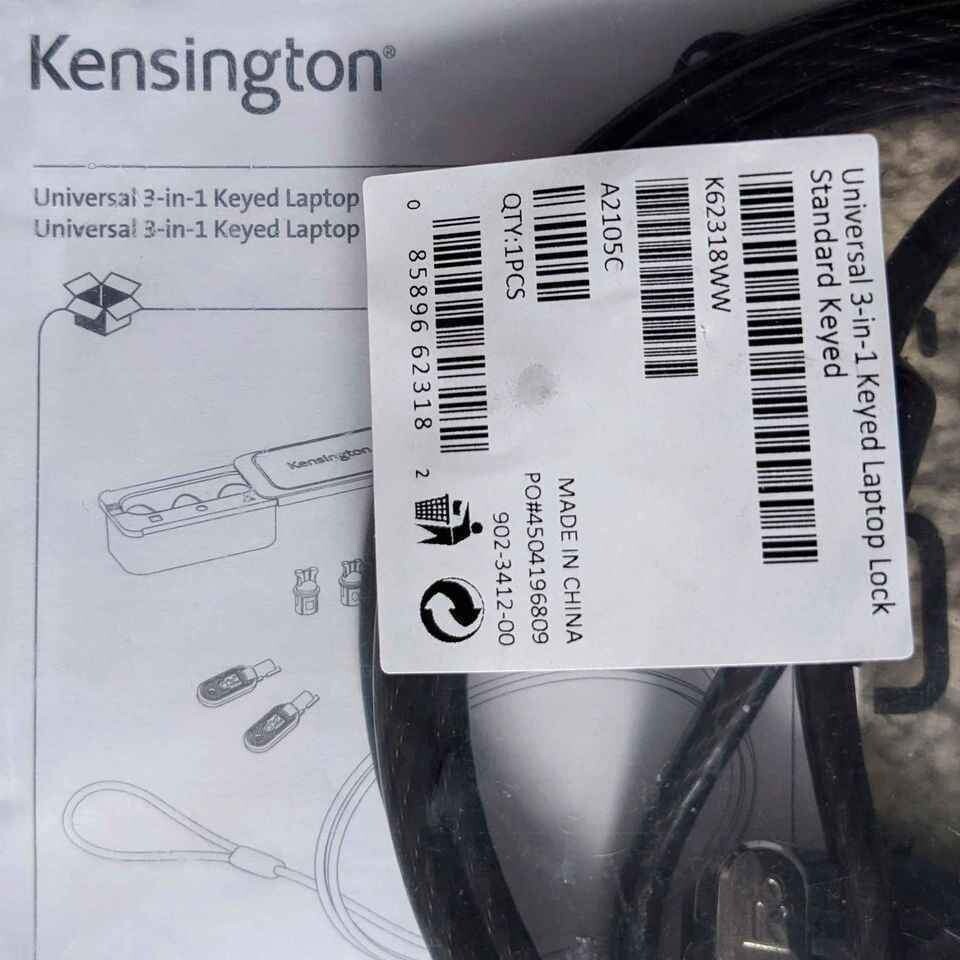 Kensington®
Universal 3-in-1 Keyed Laptop
Universal 3-in-1 Keyed Laptop
Kensington
Universal 3-in-1 Keyed Laptop Lock
Standard Keyed
K62318WW
A2105C
QTY:1PCS
0 85896 62318 2
MADE IN CHINA
PO#4504196809
902-3412-00